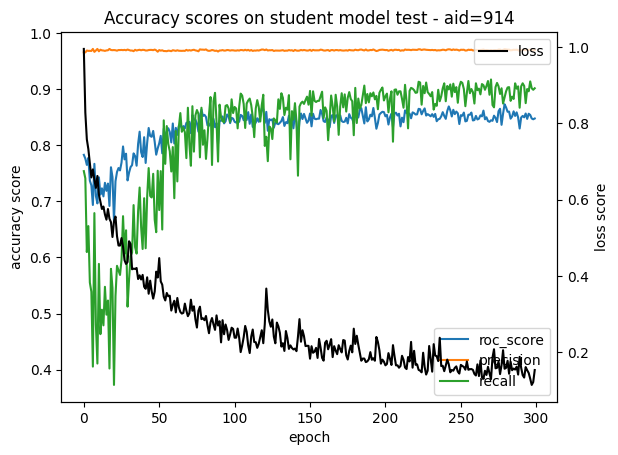 Accuracy scores on student model test - aid=914
1.0
0.9
0.8
0.7
0.6
0.5
0.4
accuracy score
0
50
100
150
200
250
300
epoch
1.0
0.8
0.6
0.4
0.2
loss score
loss
roc_score
precision
recall